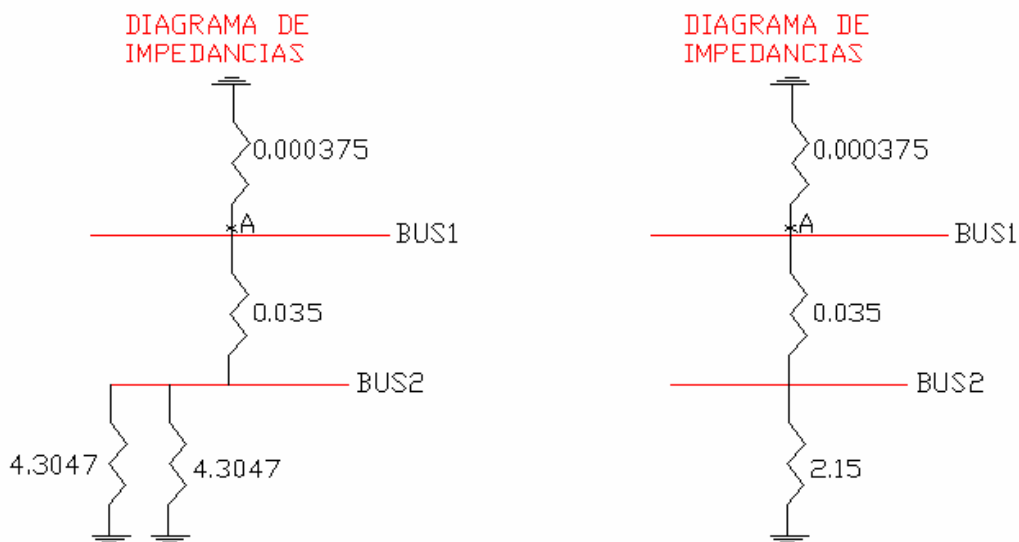 DIAGRAMA DE
IMPEDANCIAS
0.000375
A
BUS1
0.035
BUS2
4.3047
4.3047
DIAGRAMA DE
IMPEDANCIAS
0.000375
A
BUS1
0.035
BUS2
2.15